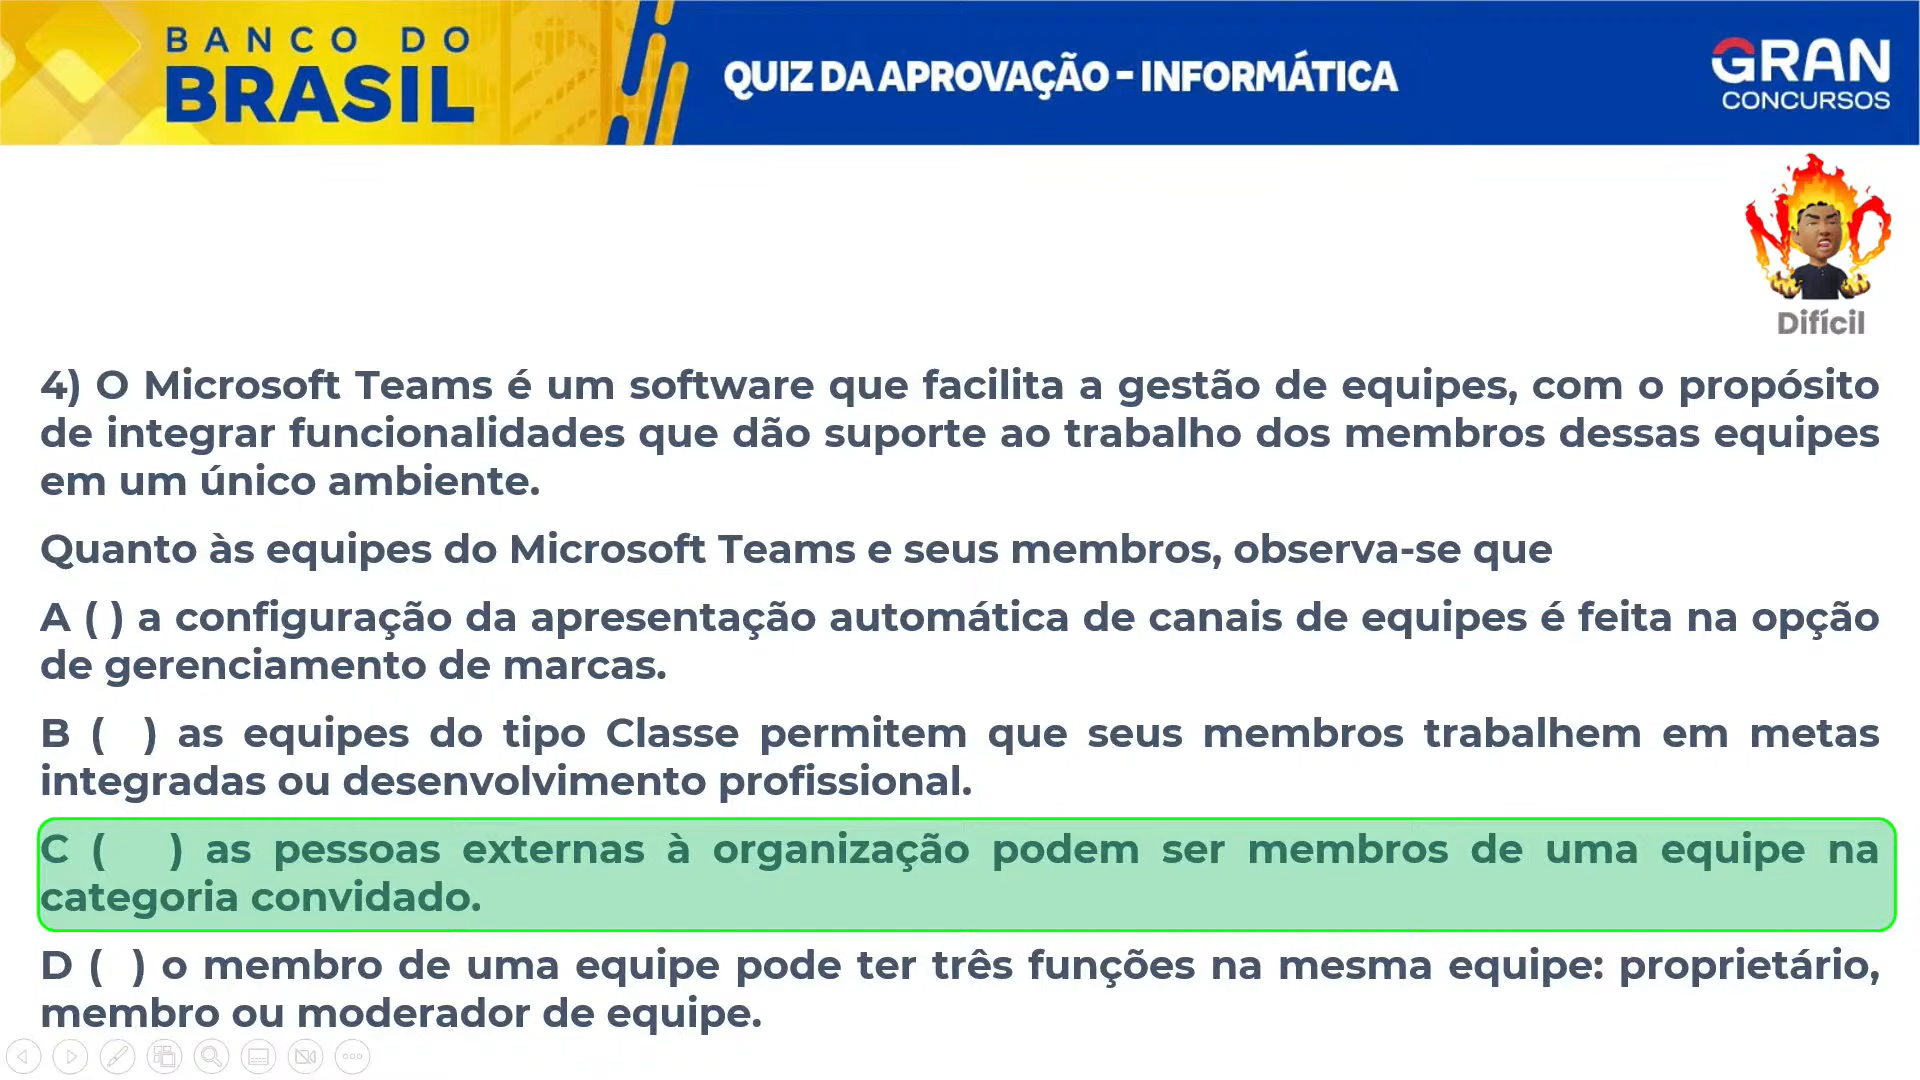 BANCO DO
BRASIL
QUIZ DA APROVAÇÃO - INFORMÁTICA
GRAN
CONCURSOS
NO
Difícil
4) O Microsoft Teams é um software que facilita a gestão de equipes, com o propósito
de integrar funcionalidades que dão suporte ao trabalho dos membros dessas equipes
em um único ambiente.
Quanto às equipes do Microsoft Teams e seus membros, observa-se que
A ( ) a configuração da apresentação automática de canais de equipes é feita na opção
de gerenciamento de marcas.
B ( ) as equipes do tipo Classe permitem que seus membros trabalhem em metas
integradas ou desenvolvimento profissional.
C ( ) as pessoas externas à organização podem ser membros de uma equipe na
categoria convidado.
D ( ) o membro de uma equipe pode ter três funções na mesma equipe: proprietário,
membro ou moderador de equipe.